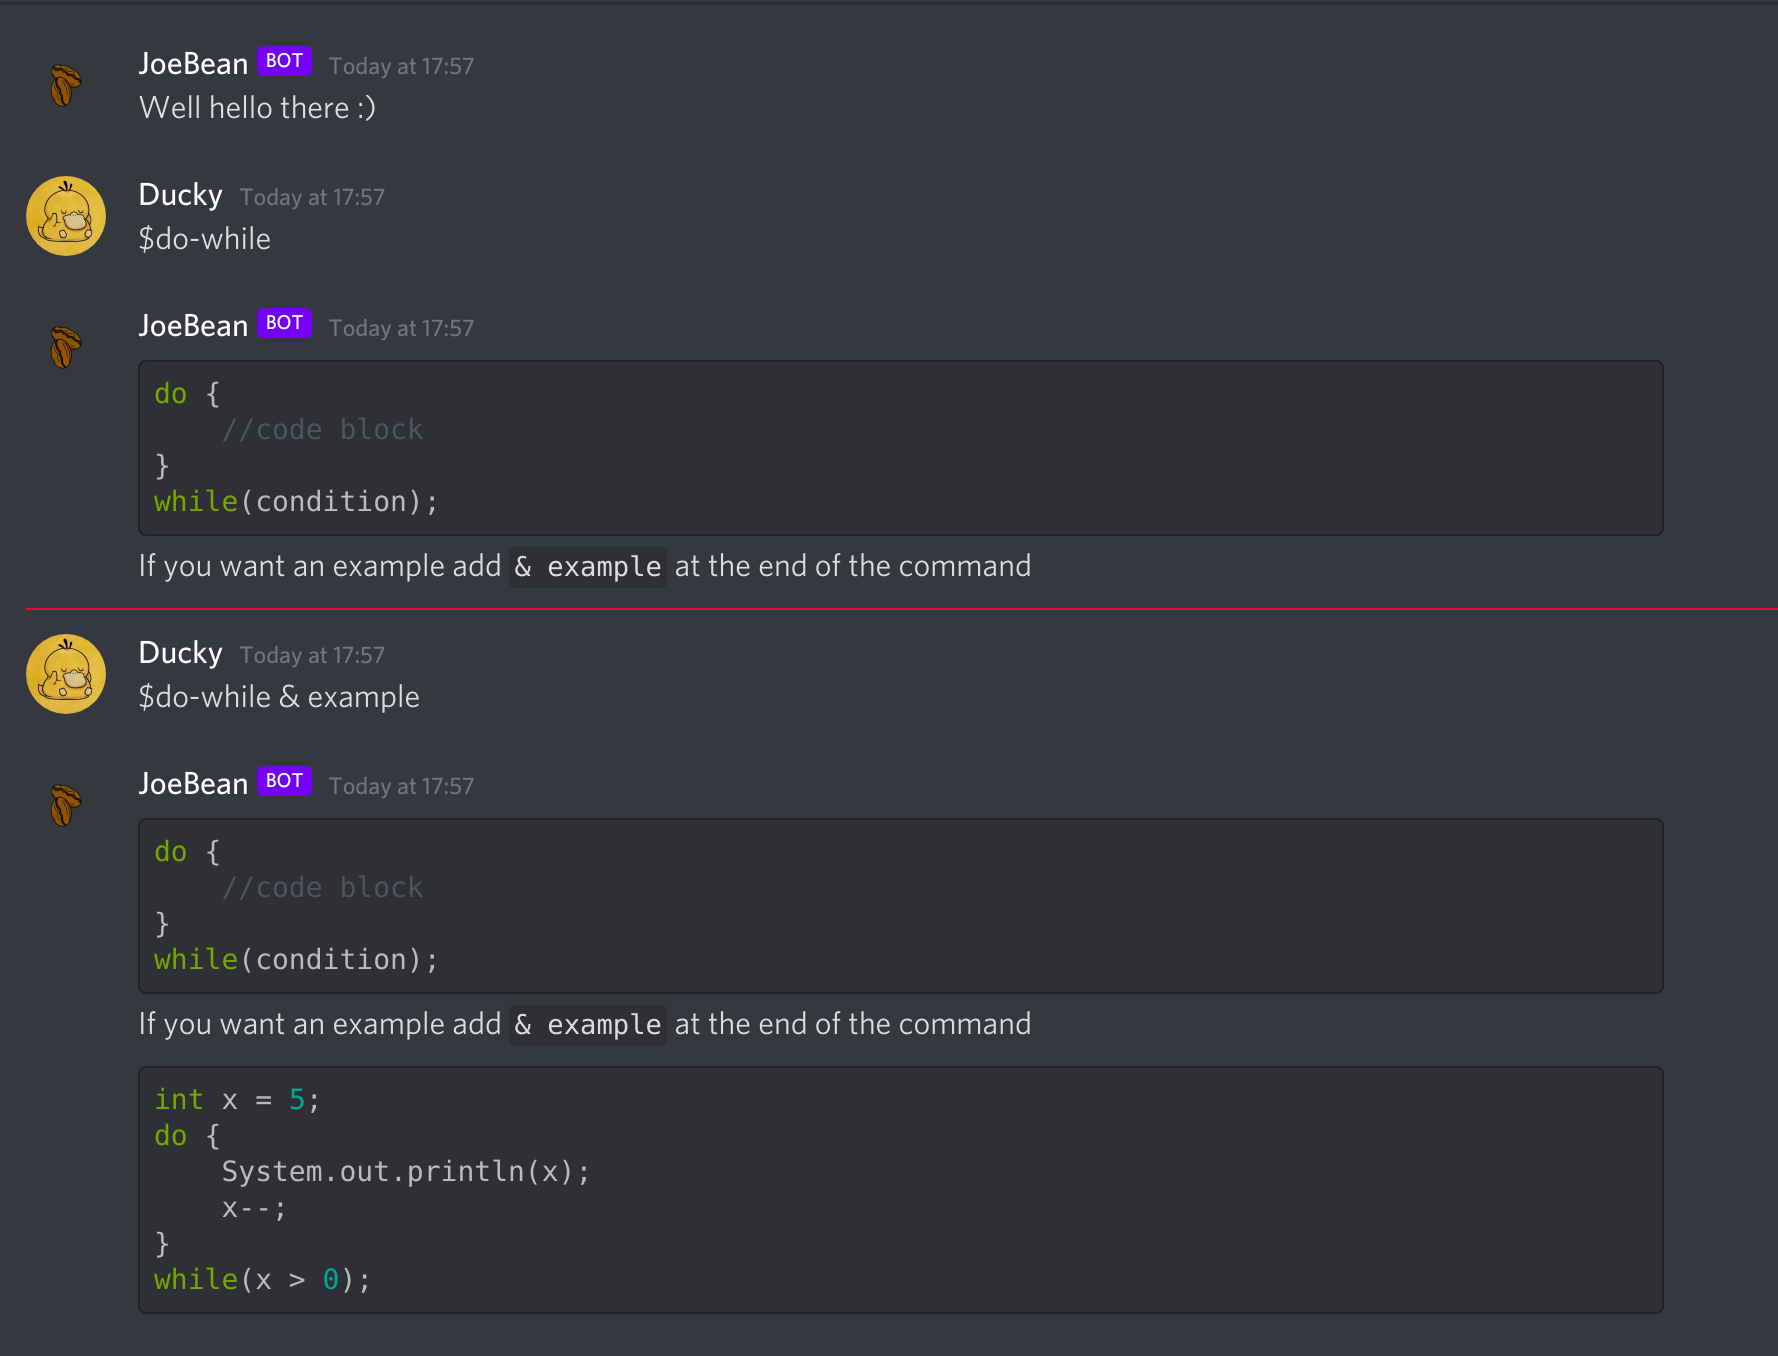 JoeBean BOT Today at 17:57
Well hello there :)
Ducky Today at 17:57
$do-while
JoeBean BOT Today at 17:57
do {
    //code block
}
while(condition);
If you want an example add & example at the end of the command
Ducky Today at 17:57
$do-while & example
JoeBean BOT Today at 17:57
do {
    //code block
}
while(condition);
If you want an example add & example at the end of the command
int x = 5;
do {
    System.out.println(x);
    x--;
}
while(x > 0);